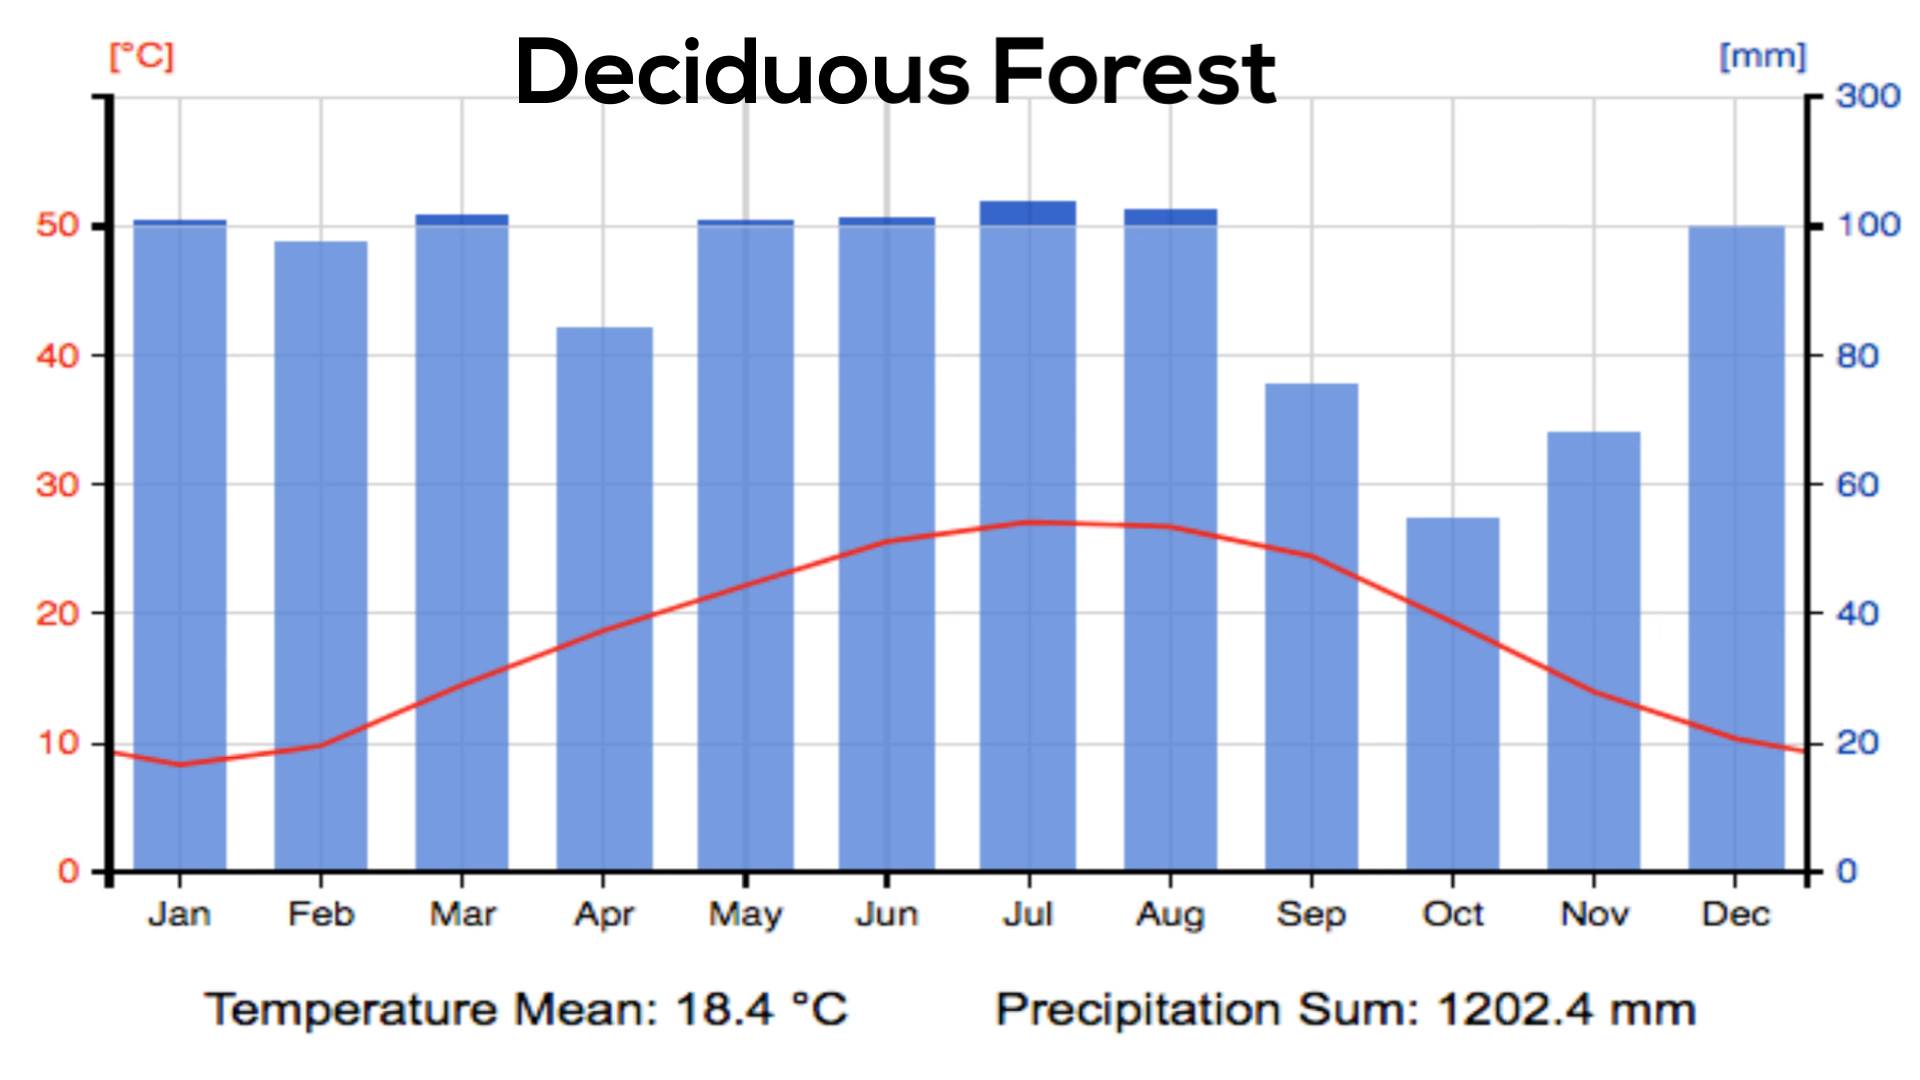 Deciduous Forest
[°C]
[mm]
300
50
100
40
80
30
60
20
40
10
20
0
0
Jan Feb Mar Apr May Jun Jul Aug Sep Oct Nov Dec
Temperature Mean: 18.4 °C Precipitation Sum: 1202.4 mm